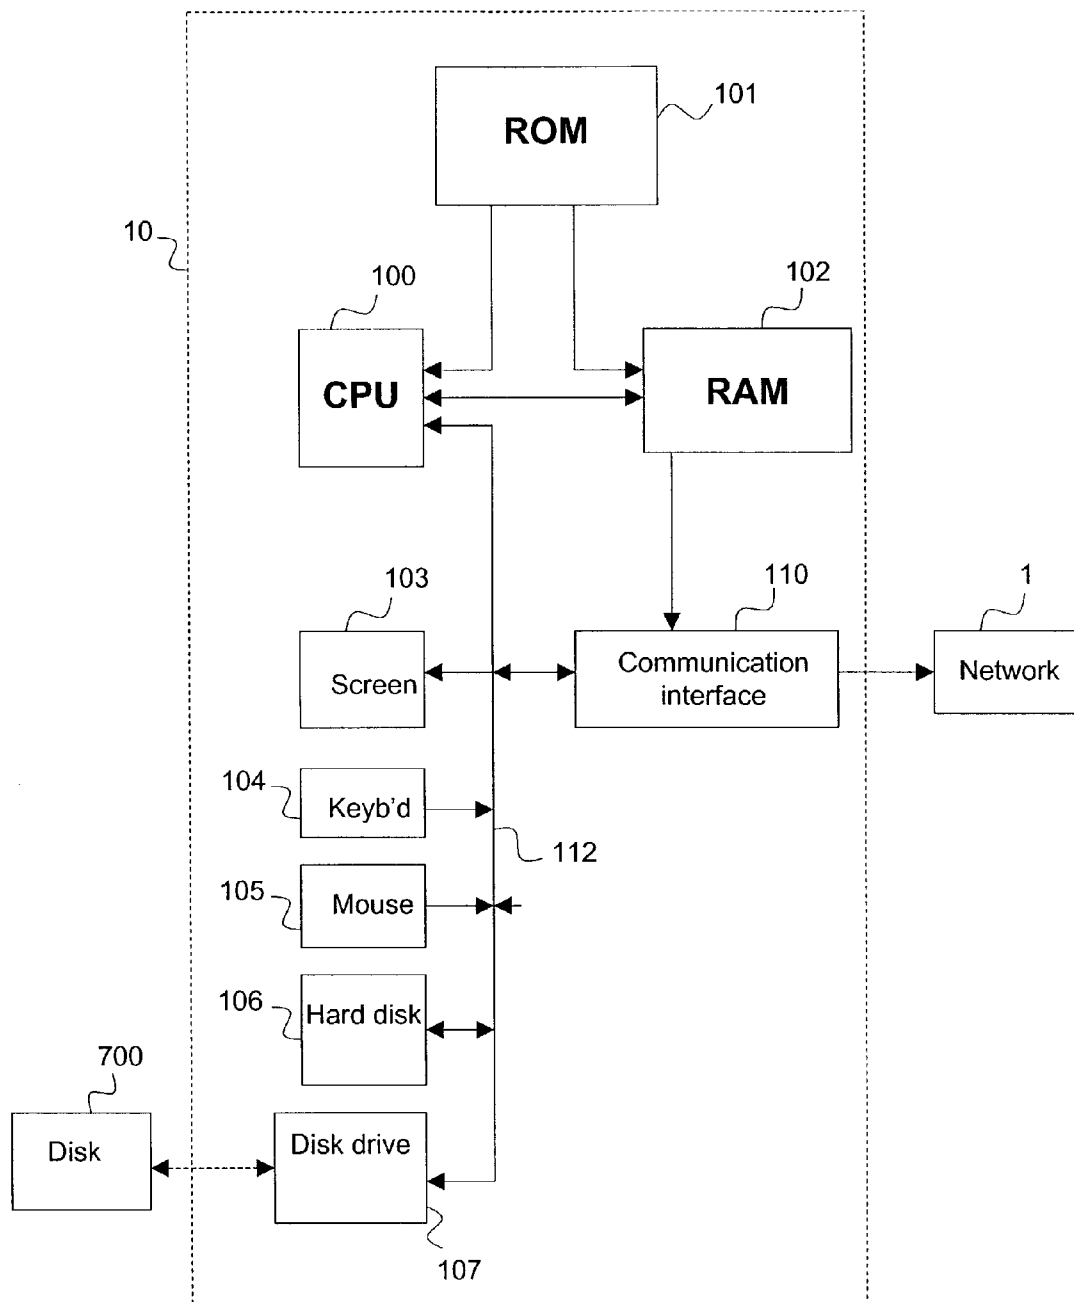 101
ROM
10
100
102
CPU
RAM
103
110
1
Screen
Communication
interface
Network
104
Keyb'd
112
105
Mouse
106
Hard disk
700
Disk
Disk drive
107